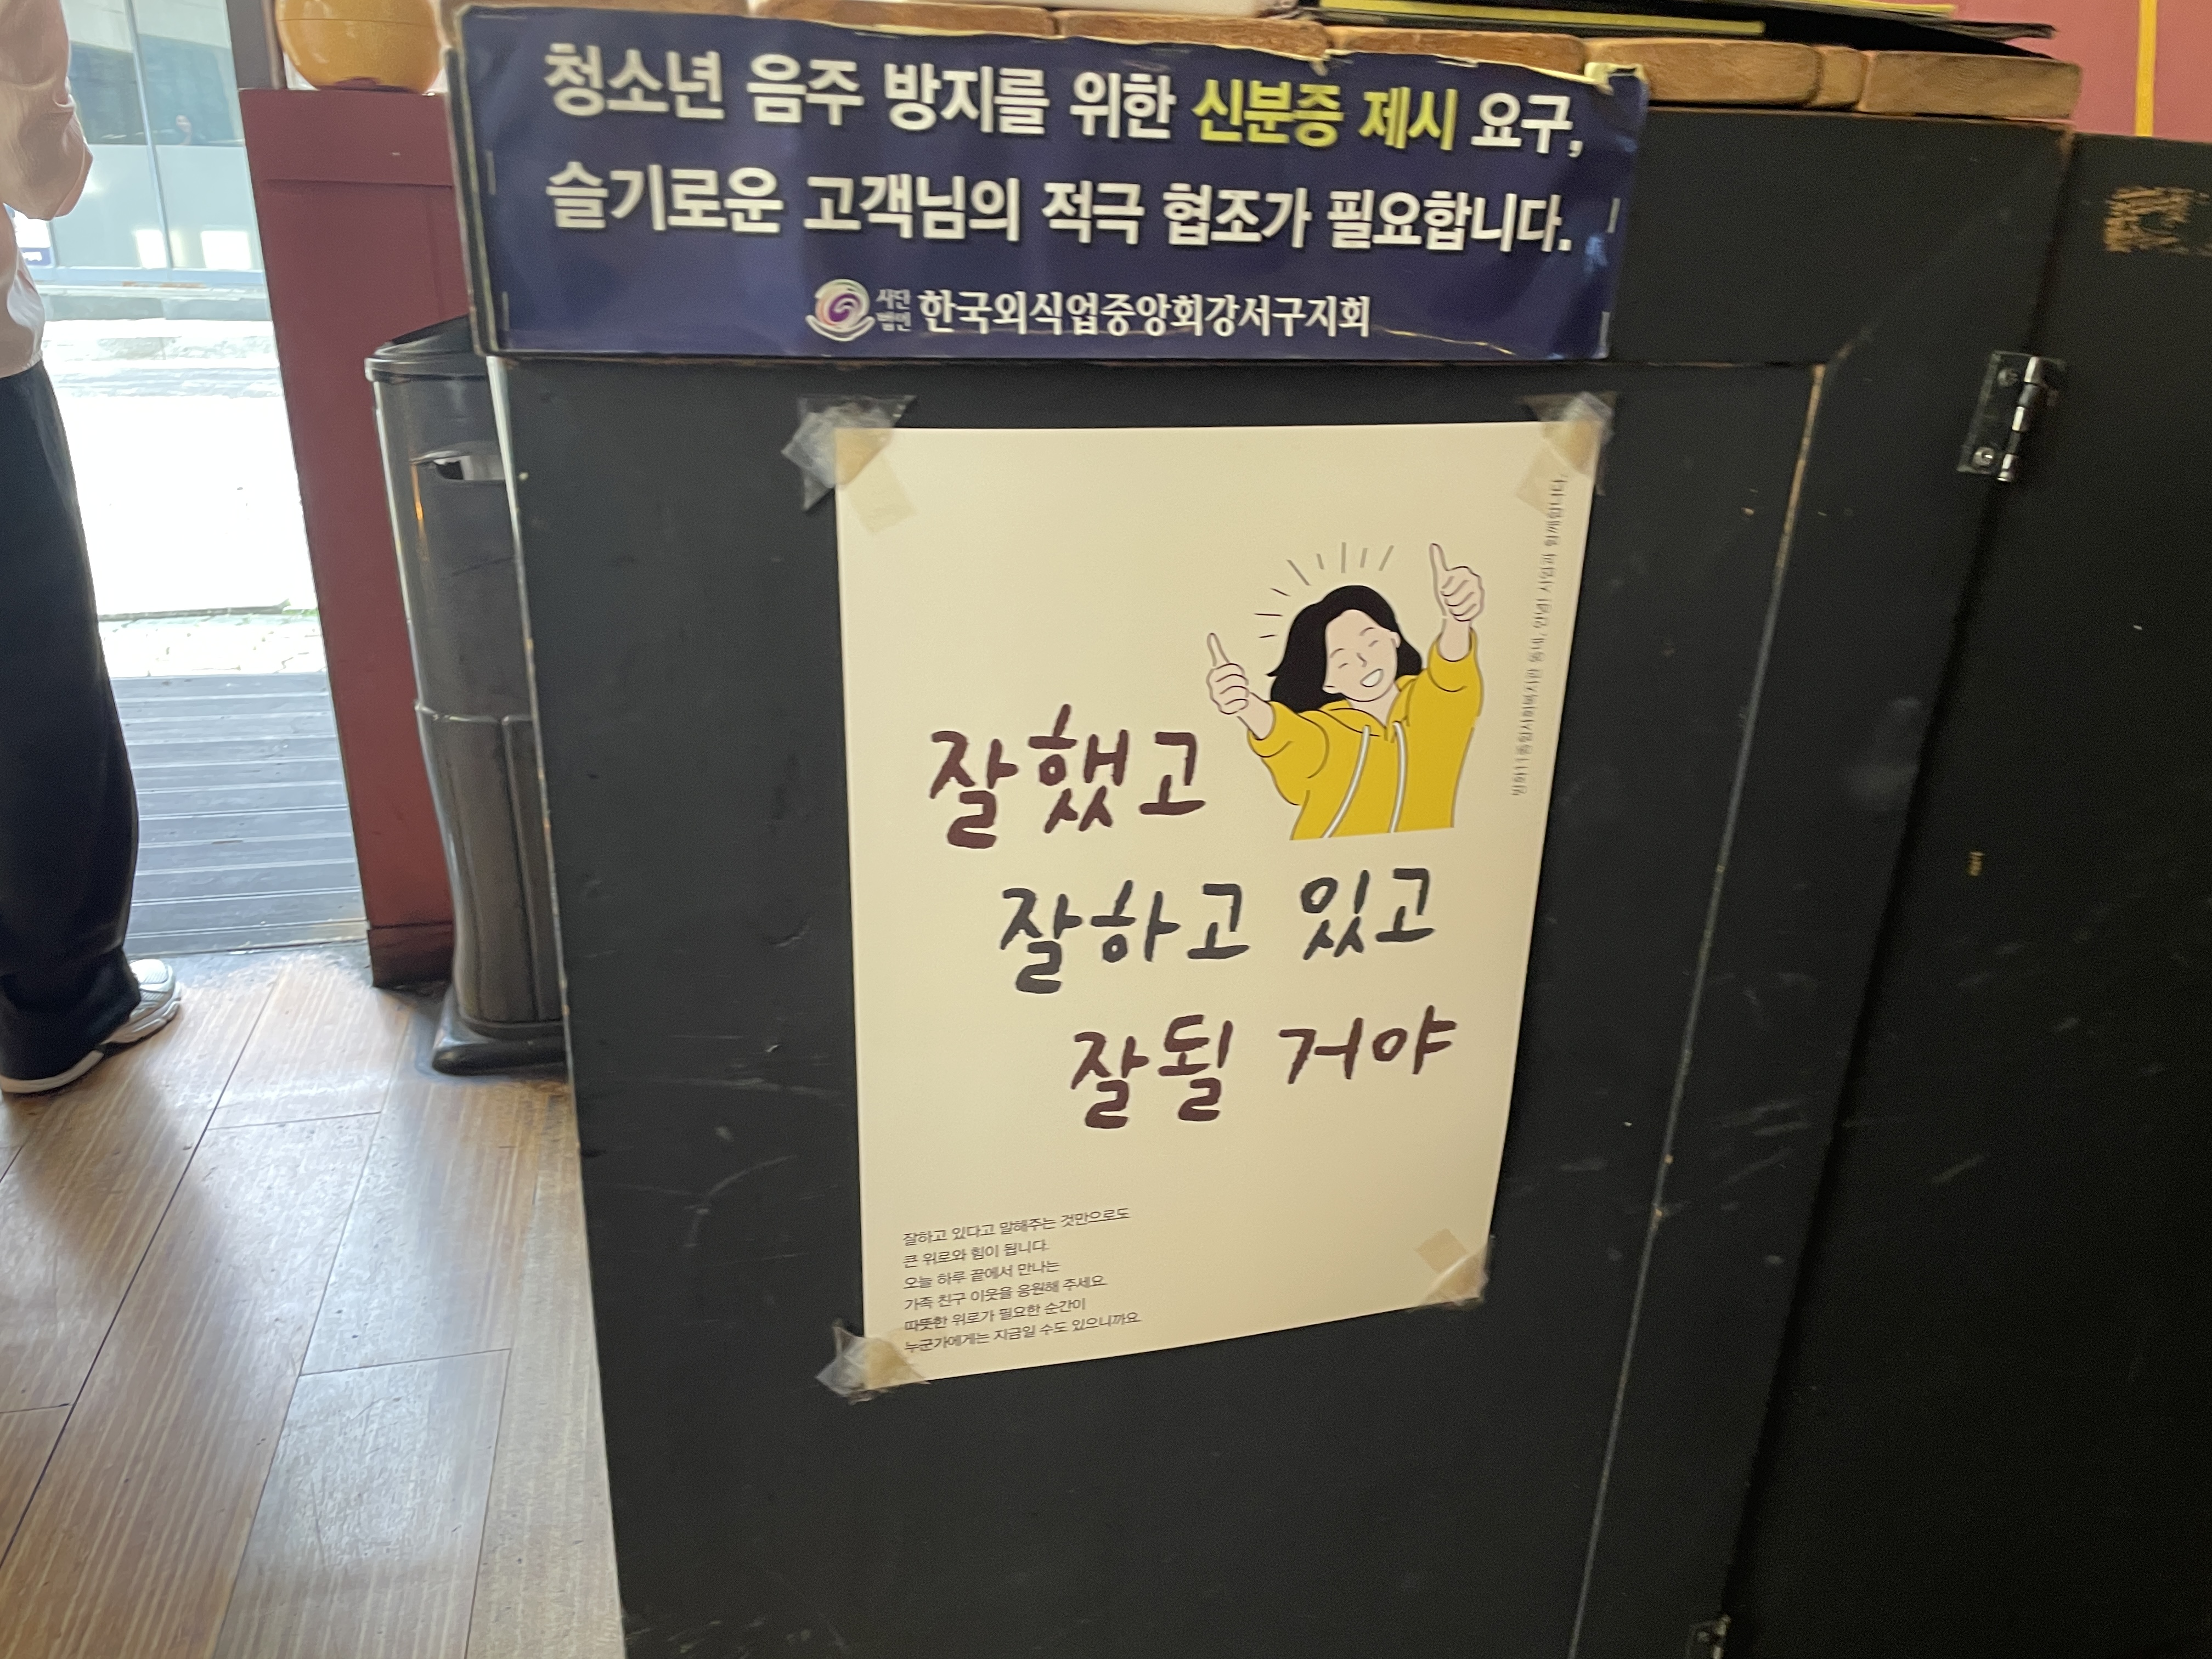 청소년 음주 방지를 위한 신분증 제시 요구,
슬기로운 고객님의 적극 협조가 필요합니다.
사단
법인
한국외식업중앙회강서구지회
잘했고
잘하고 있고
잘될 거야
잘하고 있다고 말해주는 것만으로도
큰 위로와 힘이 됩니다.
오늘 하루 끝에서 만나는
가족 친구 이웃을 응원해 주세요.
따뜻한 위로가 필요한 순간이
누군가에게는 지금일 수도 있으니까요.